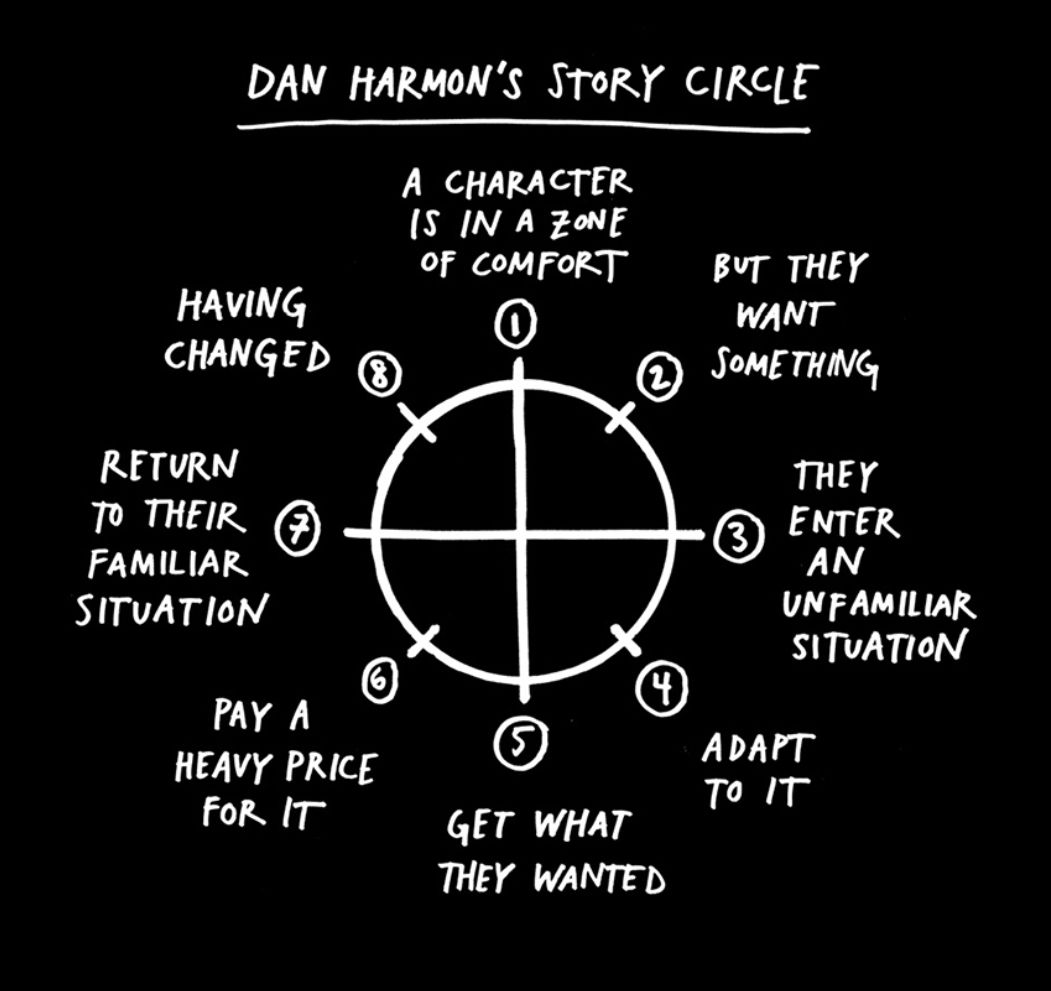 DAN HARMON'S STORY CIRCLE
A CHARACTER
IS IN A ZONE
OF COMFORT
1
BUT THEY
WANT
SOMETHING
2
THEY
ENTER
AN
UNFAMILIAR
SITUATION
3
ADAPT
TO IT
4
GET WHAT
THEY WANTED
5
PAY A
HEAVY PRICE
FOR IT
6
RETURN
TO THEIR
FAMILIAR
SITUATION
7
HAVING
CHANGED
8